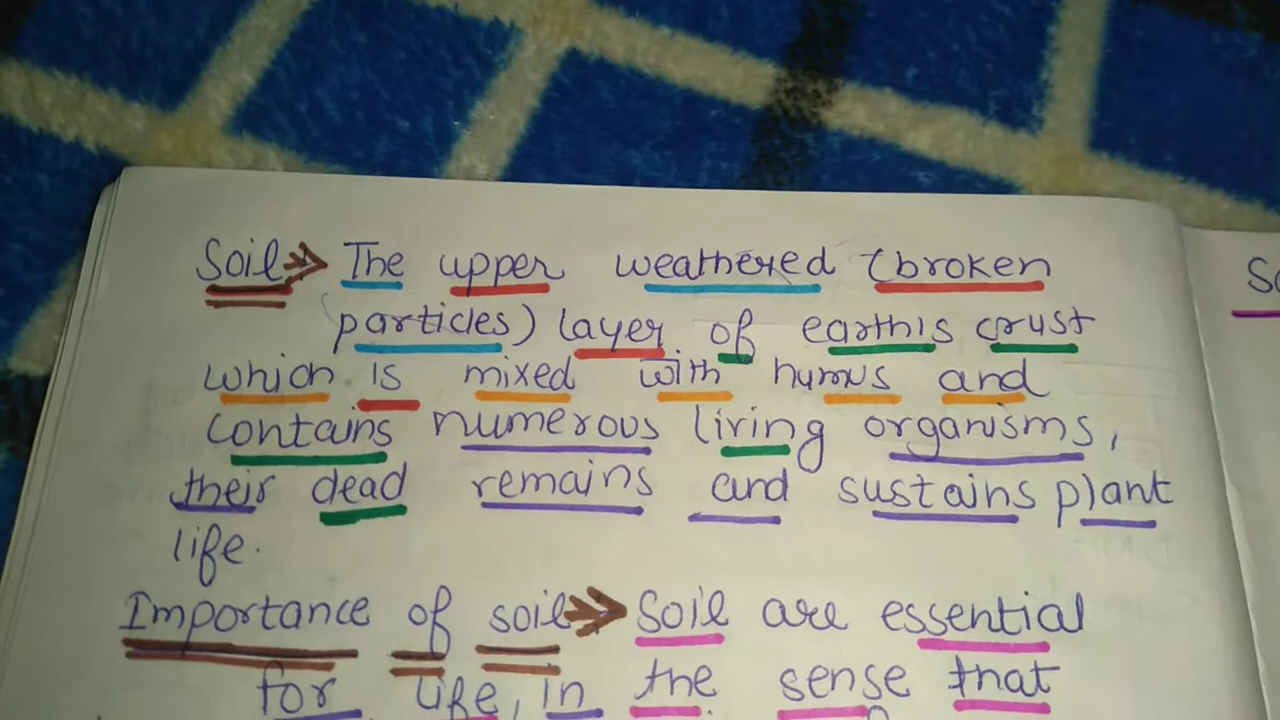 Soil The upper weathered (broken
particles) layer of earth's crust
which is mixed with humus and
contains numerous living organisms,
their dead remains and sustains plant
life.
Importance of soil Soil are essential
for life, in the sense that